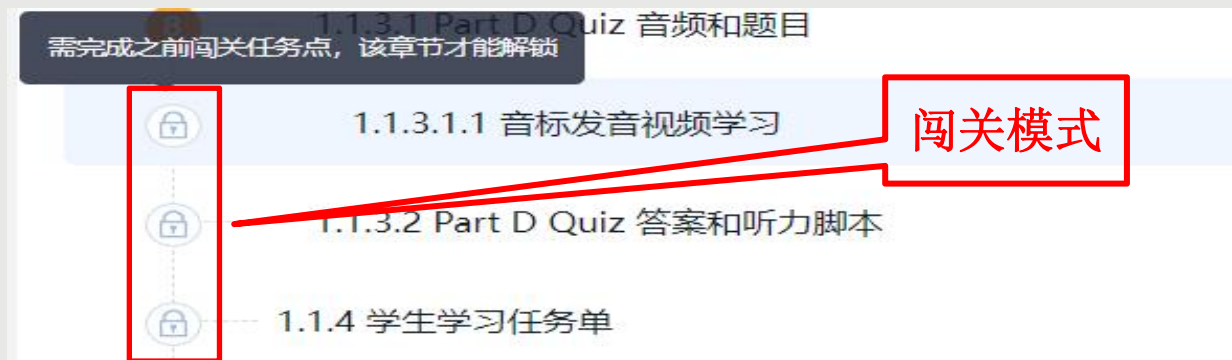 1.1.3.1 Part D Quiz 音频和题目
需完成之前闯关任务点，该章节才能解锁
1.1.3.1.1 音标发音视频学习
闯关模式
1.1.3.2 Part D Quiz 答案和听力脚本
1.1.4 学生学习任务单